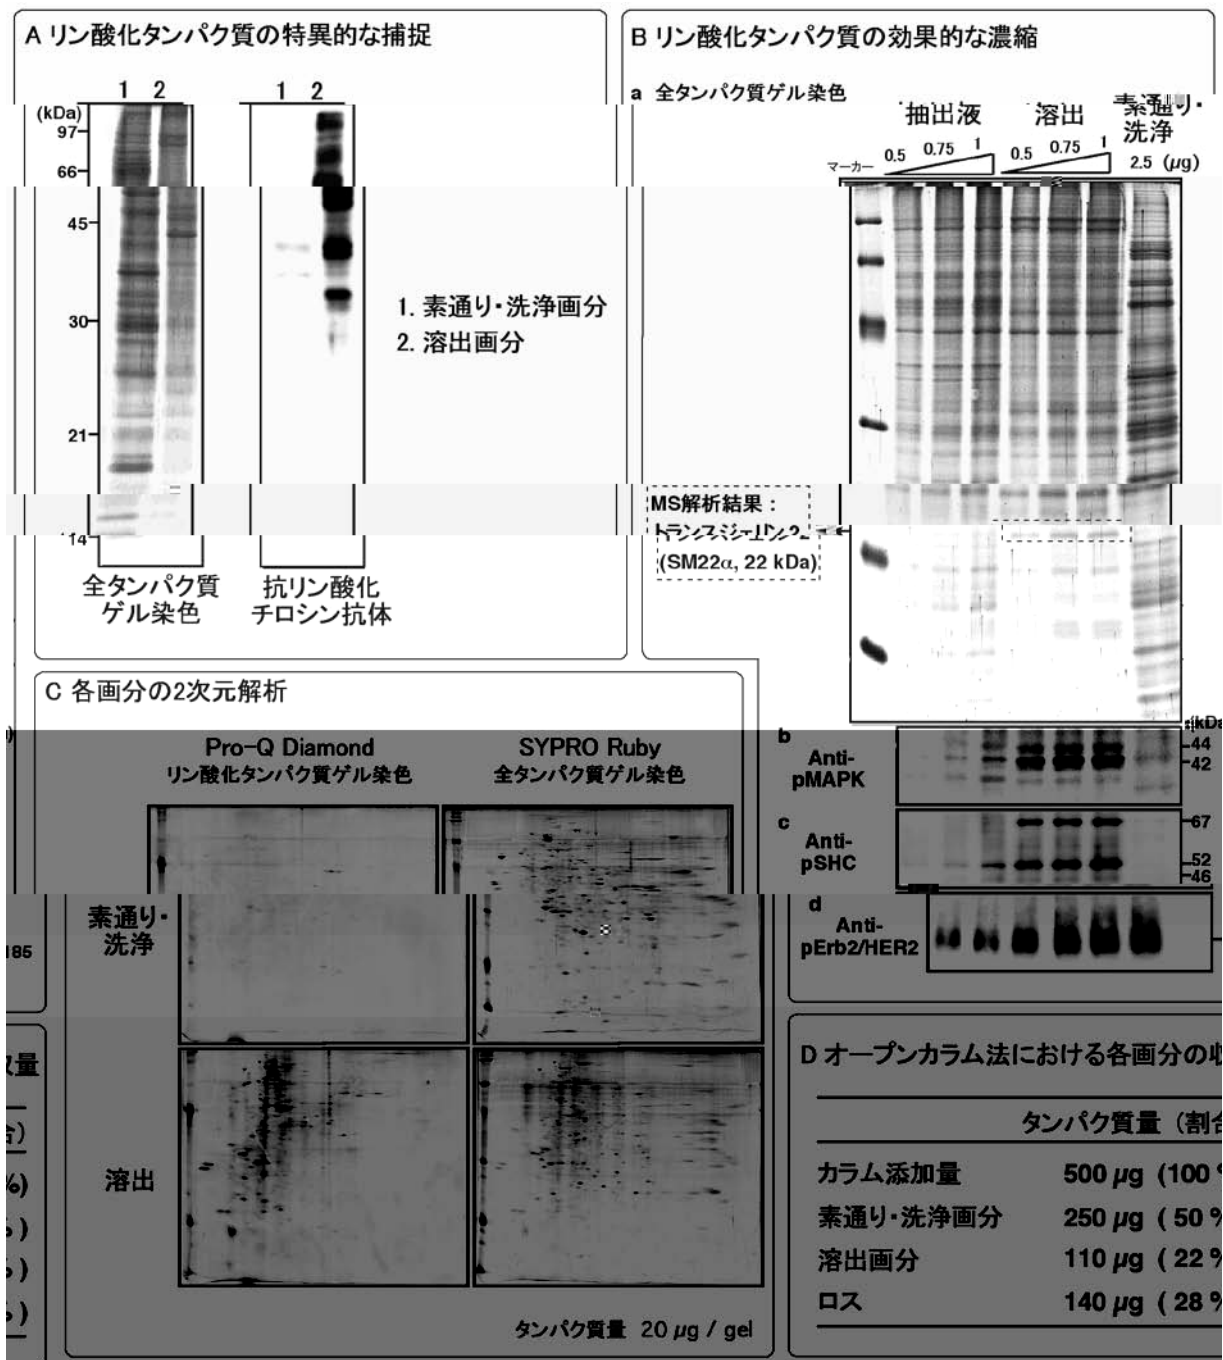 A リン酸化タンパク質の特異的な捕捉
1 2
1 2
(kDa)
97
66
45
30
21
14
1. 素通り・洗浄画分
2. 溶出画分
全タンパク質
ゲル染色
抗リン酸化
チロシン抗体
B リン酸化タンパク質の効果的な濃縮
a 全タンパク質ゲル染色
抽出液
溶出
素通り・
洗浄
マーカー
0.5 0.75 1
0.5 0.75 1
2.5 (μg)
MS解析結果：
(SM22α, 22 kDa)
b
Anti-
pMAPK
(kDa
44
42
c
Anti-
pSHC
67
52
46
d
Anti-
pErb2/HER2
185
C 各画分の2次元解析
Pro-Q Diamond
リン酸化タンパク質ゲル染色
SYPRO Ruby
全タンパク質ゲル染色
素通り・
洗浄
溶出
タンパク質量 20 μg / gel
D オープンカラム法における各画分の収
取量
タンパク質量（割合
合）
カラム添加量 500 μg (100 %
%)
素通り・洗浄画分 250 μg ( 50 %
%)
溶出画分 110 μg ( 22 %
%)
ロス 140 μg ( 28 %
%)